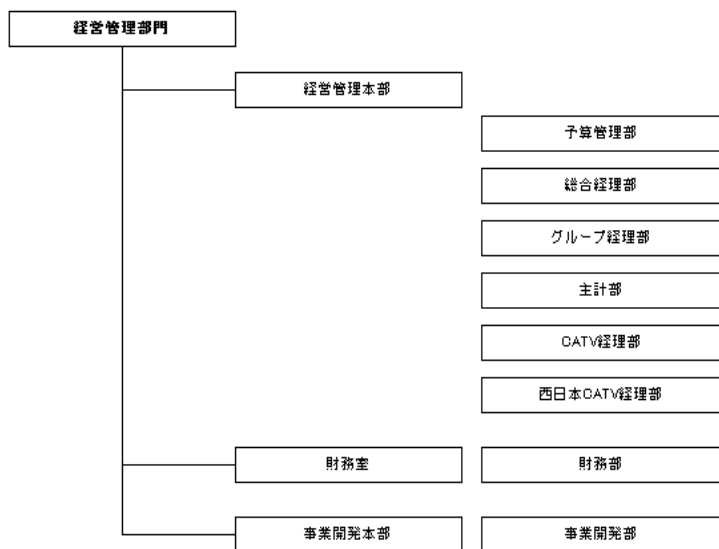 経営管理部門
経営管理本部
予算管理部
総合経理部
グループ経理部
主計部
CATV経理部
西日本CATV経理部
財務室
財務部
事業開発本部
事業開発部